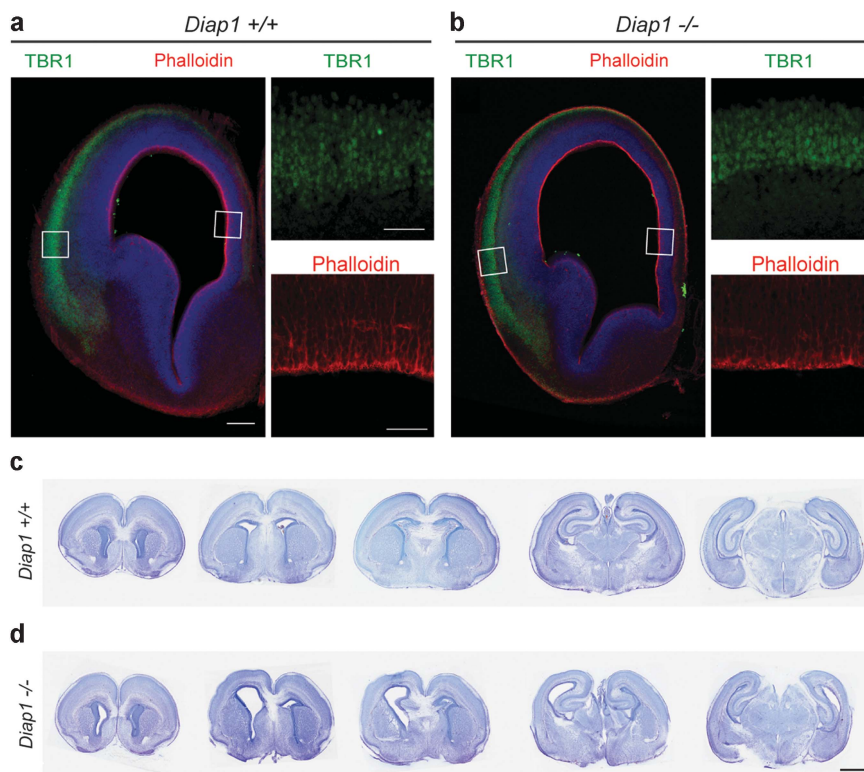 a
Diap1 +/+
TBR1
Phalloidin
TBR1
Phalloidin
b
Diap1 -/-
TBR1
Phalloidin
TBR1
Phalloidin
c
Diap1 +/+
d
Diap1 -/-